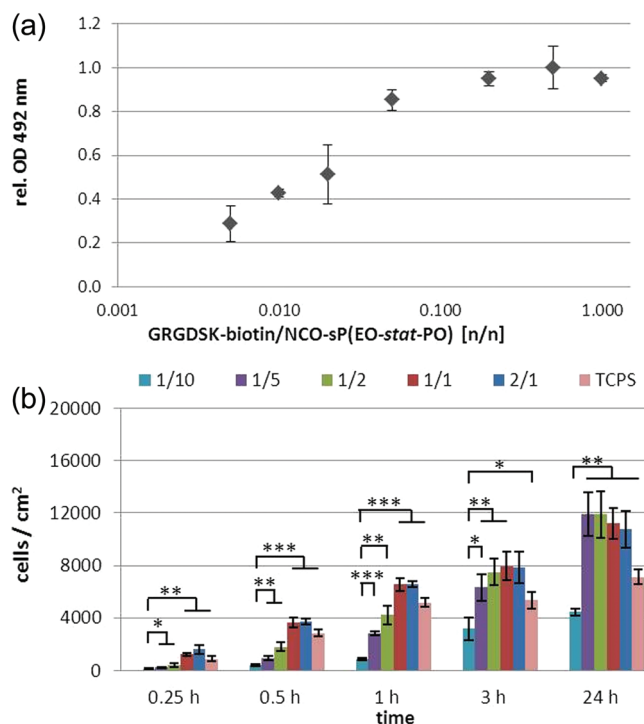 (a)
1.2
1.0
0.8
0.6
0.4
0.2
0.0
rel. OD 492 nm
0.001 0.010 0.100 1.000
GRGDSK-biotin/NCO-sP(EO-stat-PO) [n/n]
1/10 1/5 1/2 1/1 2/1 TCPS
(b)
20000
16000
12000
8000
4000
0
cells / cm²
* **
** ***
*** ** ***
* ** *
**
0.25 h 0.5 h 1 h 3 h 24 h
time